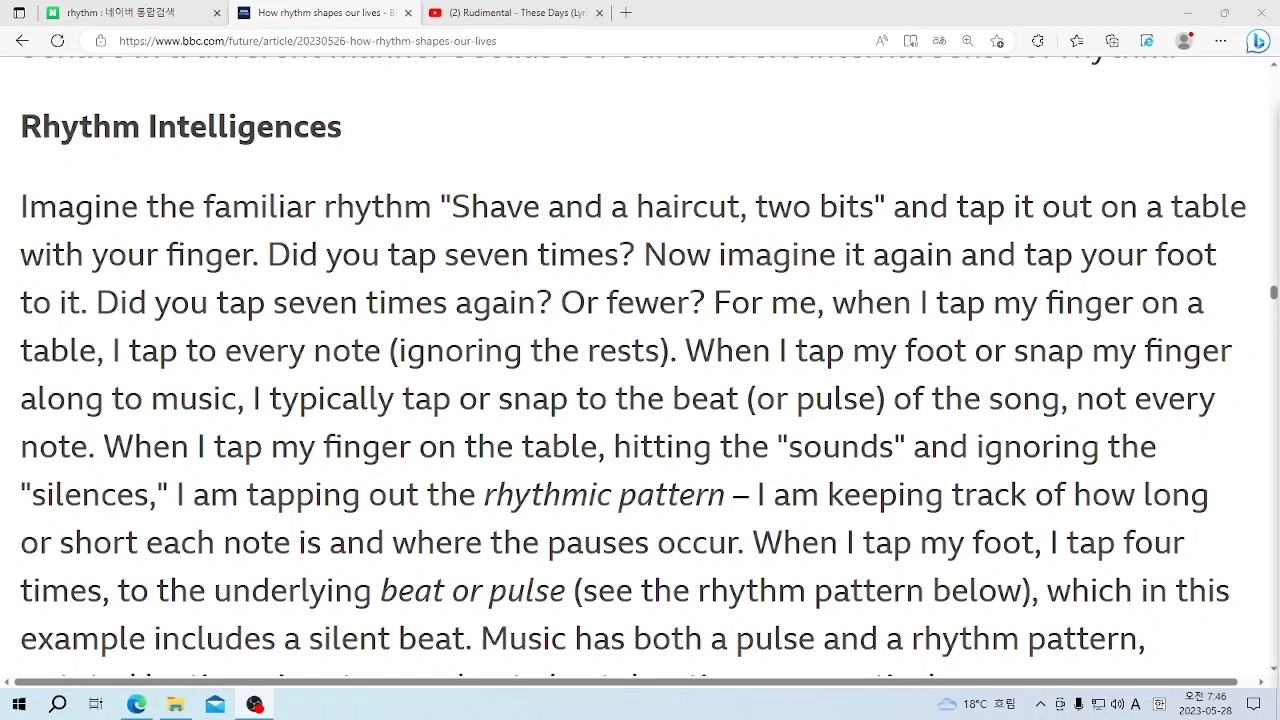 rhythm : 네이버 통합검색
How rhythm shapes our lives - B
(2) Rudimental - These Days (Lyri
https://www.bbc.com/future/article/20230526-how-rhythm-shapes-our-lives
Rhythm Intelligences
Imagine the familiar rhythm "Shave and a haircut, two bits" and tap it out on a table
with your finger. Did you tap seven times? Now imagine it again and tap your foot
to it. Did you tap seven times again? Or fewer? For me, when I tap my finger on a
table, I tap to every note (ignoring the rests). When I tap my foot or snap my finger
along to music, I typically tap or snap to the beat (or pulse) of the song, not every
note. When I tap my finger on the table, hitting the "sounds" and ignoring the
"silences," I am tapping out the rhythmic pattern – I am keeping track of how long
or short each note is and where the pauses occur. When I tap my foot, I tap four
times, to the underlying beat or pulse (see the rhythm pattern below), which in this
example includes a silent beat. Music has both a pulse and a rhythm pattern,
18°C 흐림
A
오전 7:46
2023-05-28